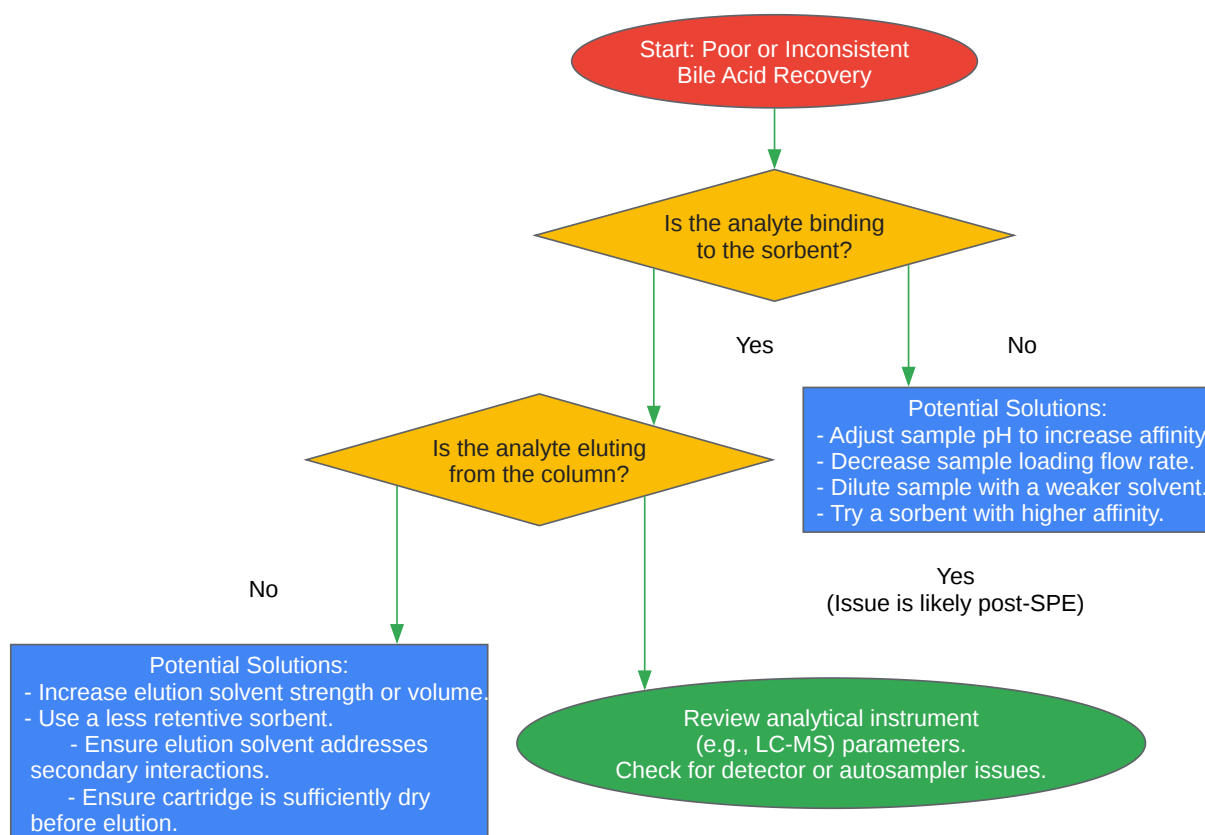 Start: Poor or Inconsistent
Bile Acid Recovery
Is the analyte binding
to the sorbent?
Yes
No
Potential Solutions:
- Adjust sample pH to increase affinity
- Decrease sample loading flow rate.
- Dilute sample with a weaker solvent.
- Try a sorbent with higher affinity.
Is the analyte eluting
from the column?
No
Yes
(Issue is likely post-SPE)
Potential Solutions:
- Increase elution solvent strength or volume.
- Use a less retentive sorbent.
- Ensure elution solvent addresses
secondary interactions.
- Ensure cartridge is sufficiently dry
before elution.
Review analytical instrument
(e.g., LC-MS) parameters.
Check for detector or autosampler issues.